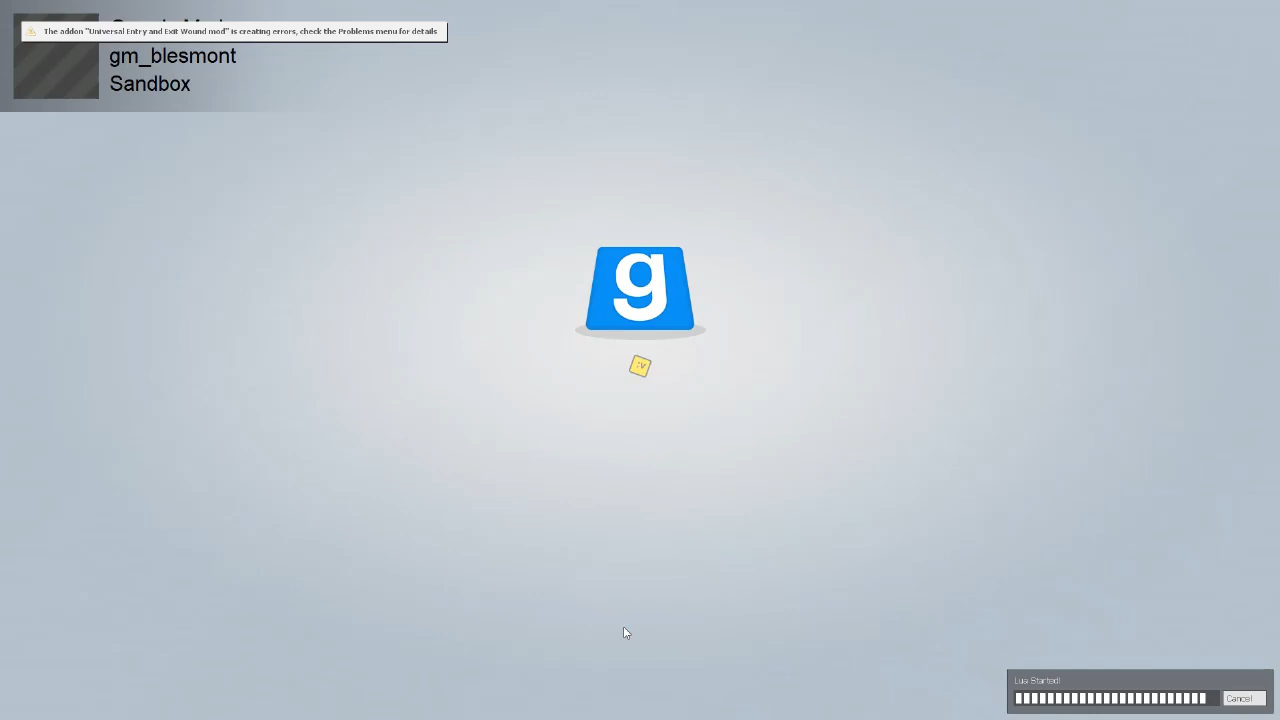 The addon "Universal Entry and Exit Wound mod" is creating errors, check the Problems menu for details
gm_blesmont
Sandbox
g
:v
Lua Started!
Cancel